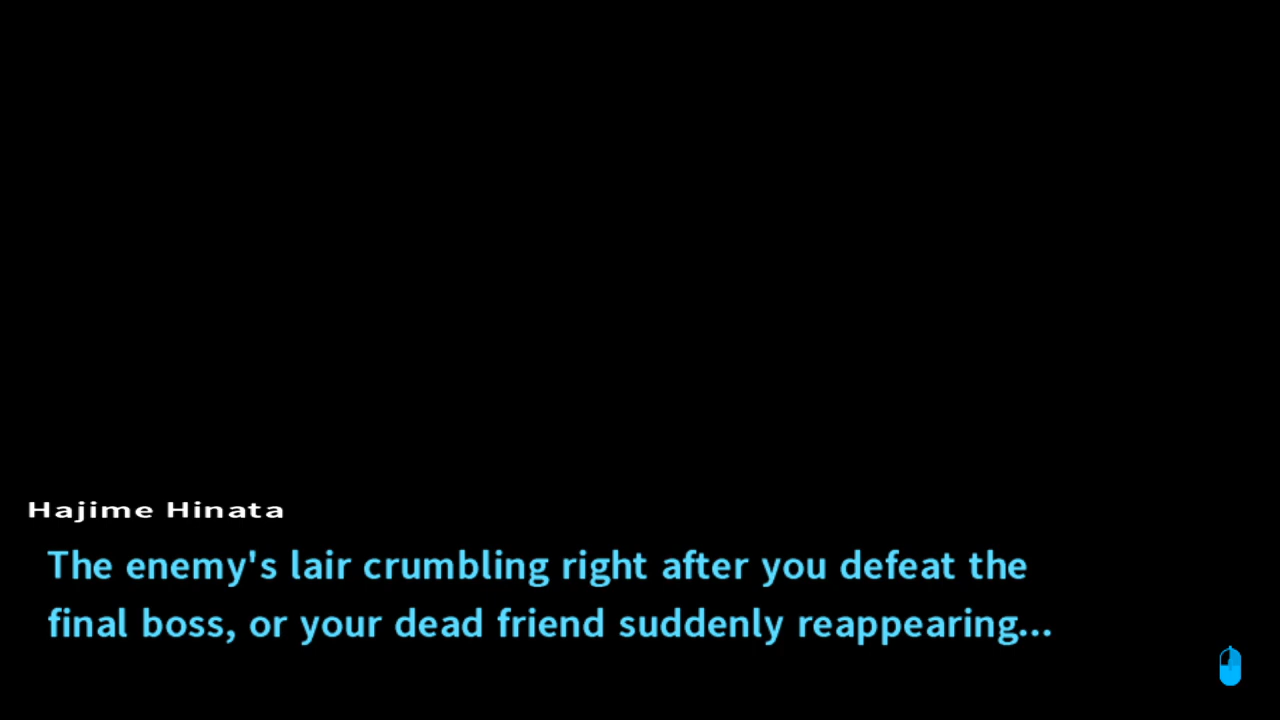 Hajime Hinata
The enemy's lair crumbling right after you defeat the
final boss, or your dead friend suddenly reappearing...